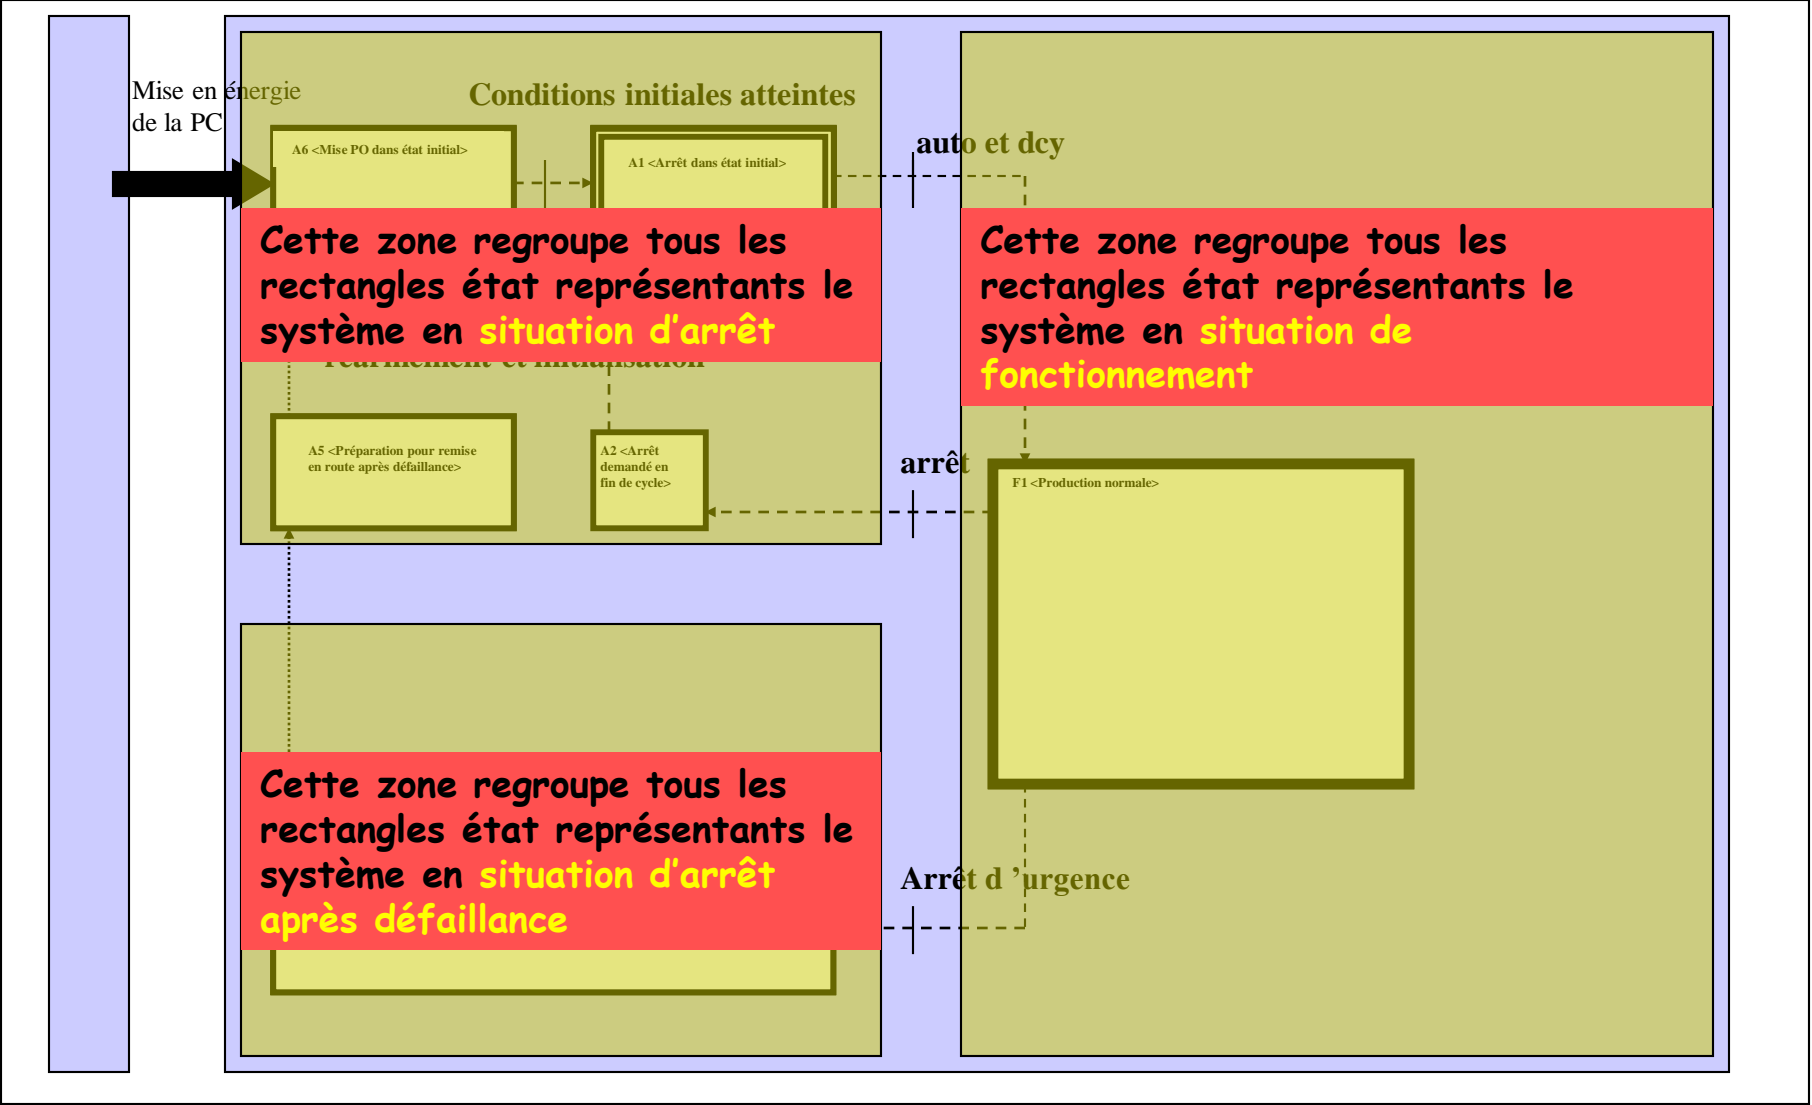 Mise en énergie
de la PC
Conditions initiales atteintes
auto et dcy
A6 <Mise PO dans état initial>
A1 <Arrêt dans état initial>
Cette zone regroupe tous les
rectangles état représentants le
système en situation d'arrêt
Cette zone regroupe tous les
rectangles état représentants le
système en situation de
fonctionnement
réarmement et initialisation
A5 <Préparation pour remise
en route après défaillance>
A2 <Arrêt
demandé en
fin de cycle>
arrêt
F1 <Production normale>
Cette zone regroupe tous les
rectangles état représentants le
système en situation d'arrêt
après défaillance
Arrêt d ’urgence